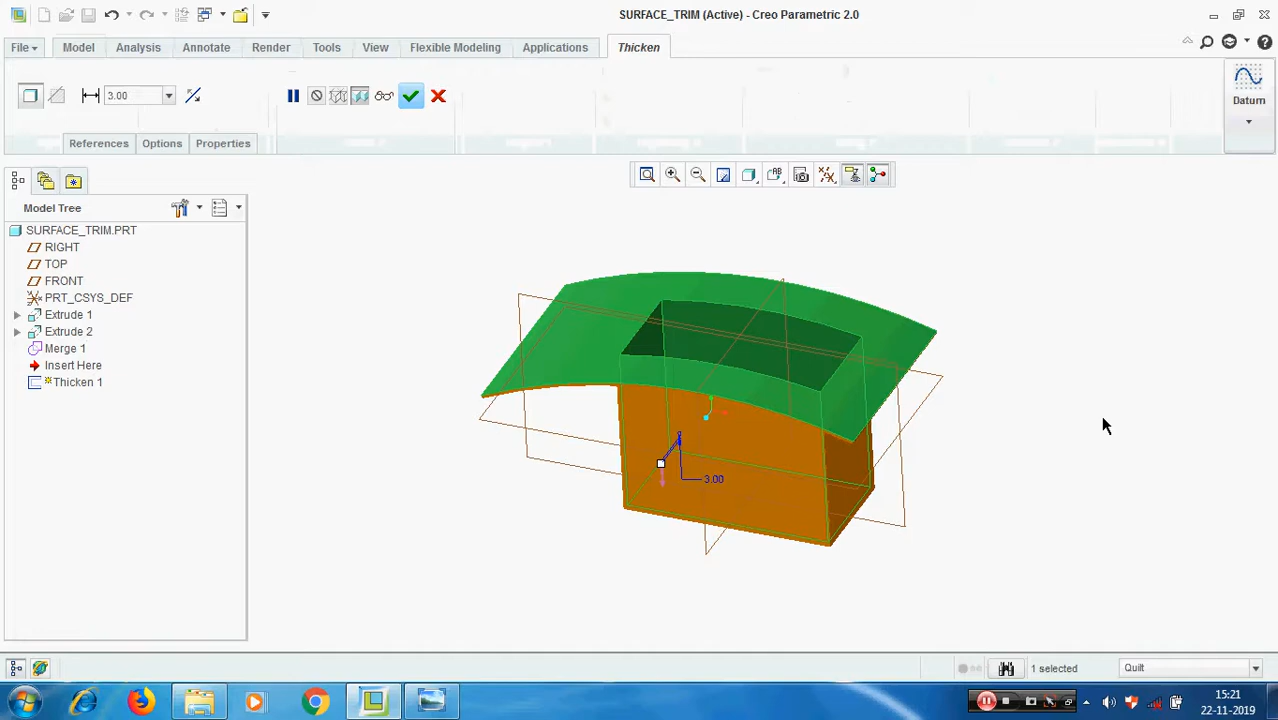 SURFACE_TRIM (Active) - Creo Parametric 2.0
File Model Analysis Annotate Render Tools View Flexible Modeling Applications Thicken
3.00
Datum
References Options Properties
Model Tree
SURFACE_TRIM.PRT
RIGHT
TOP
FRONT
PRT_CSYS_DEF
Extrude 1
Extrude 2
Merge 1
Insert Here
Thicken 1
3.00
1 selected Quilt
15:21
22-11-2019